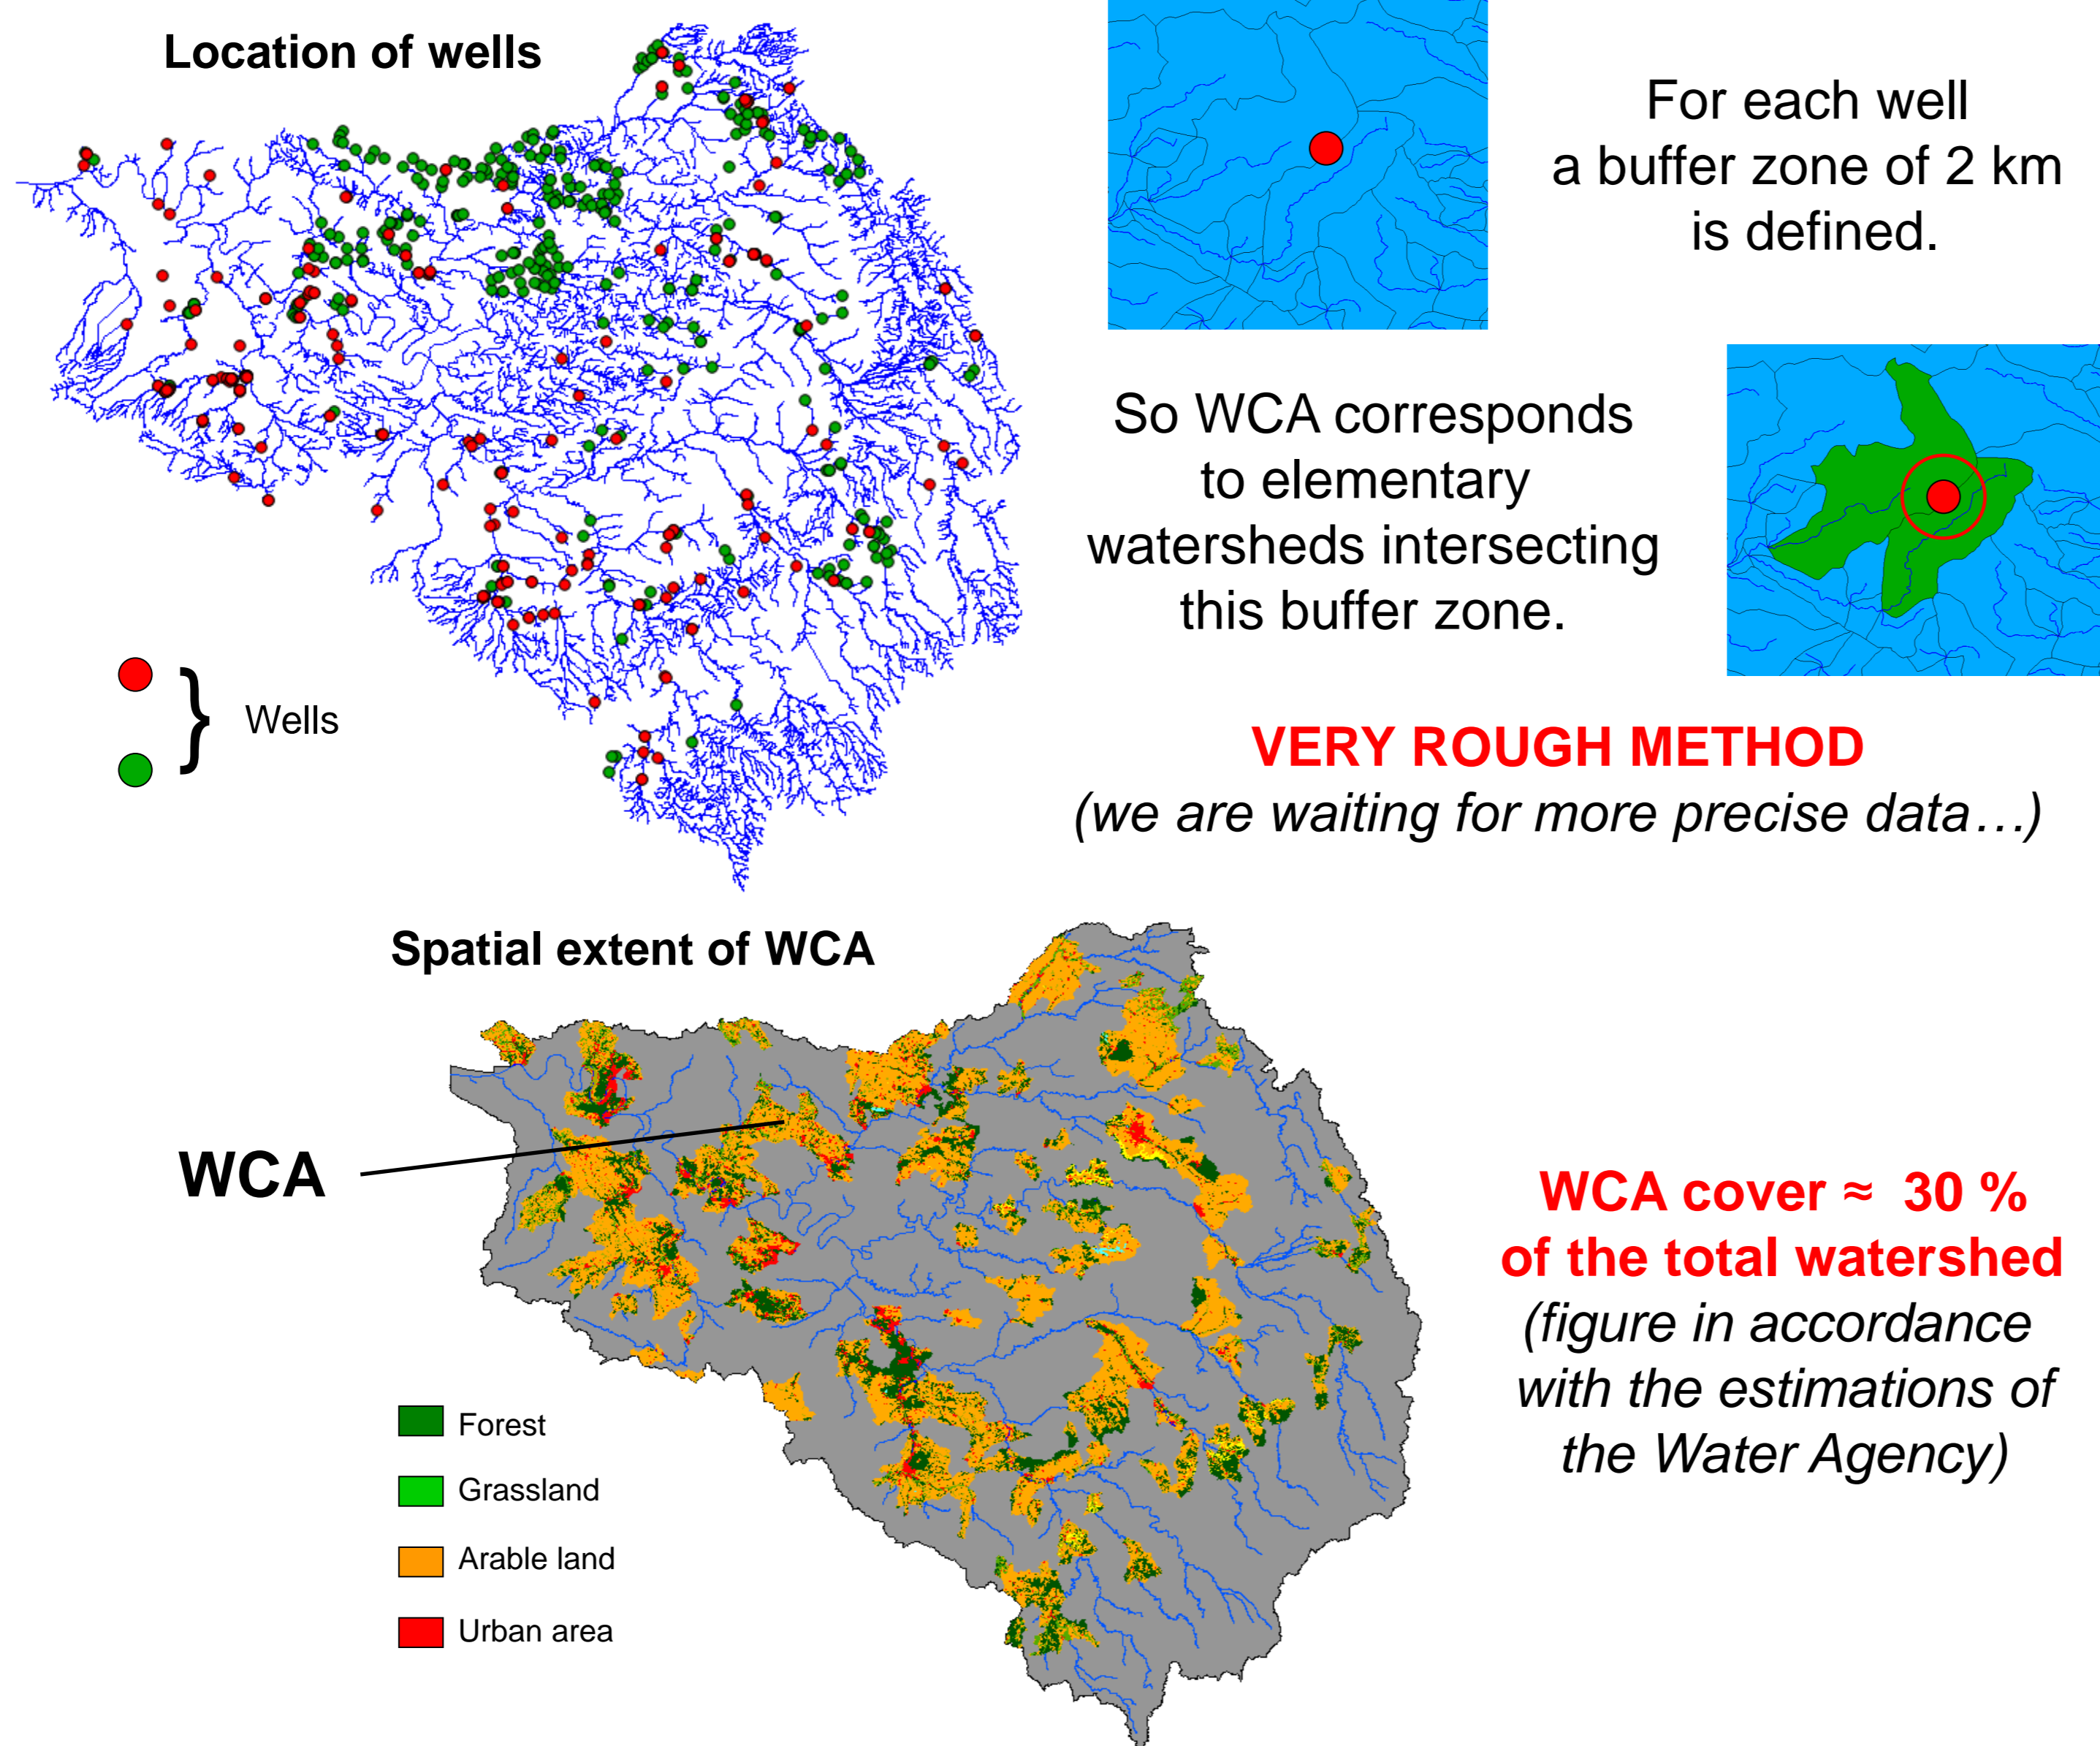 Location of wells
For each well
a buffer zone of 2 km
is defined.
So WCA corresponds
to elementary
watersheds intersecting
this buffer zone.
} Wells
VERY ROUGH METHOD
(we are waiting for more precise data…)
Spatial extent of WCA
WCA
WCA cover ≈ 30 %
of the total watershed
(figure in accordance
with the estimations of
the Water Agency)
Forest
Grassland
Arable land
Urban area